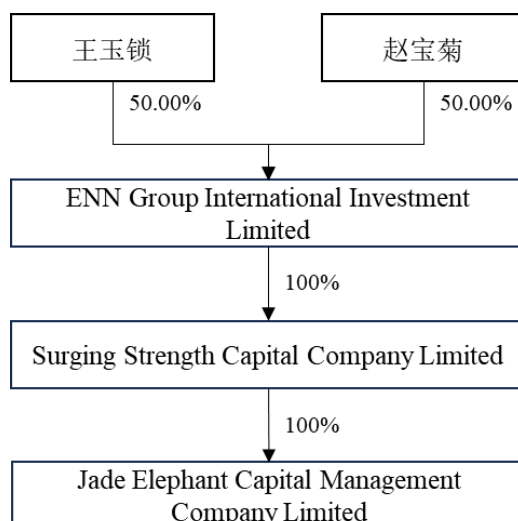 王玉锁
赵宝菊
50.00%
50.00%
ENN Group International Investment
Limited
100%
Surging Strength Capital Company Limited
100%
Jade Elephant Capital Management
Company Limited